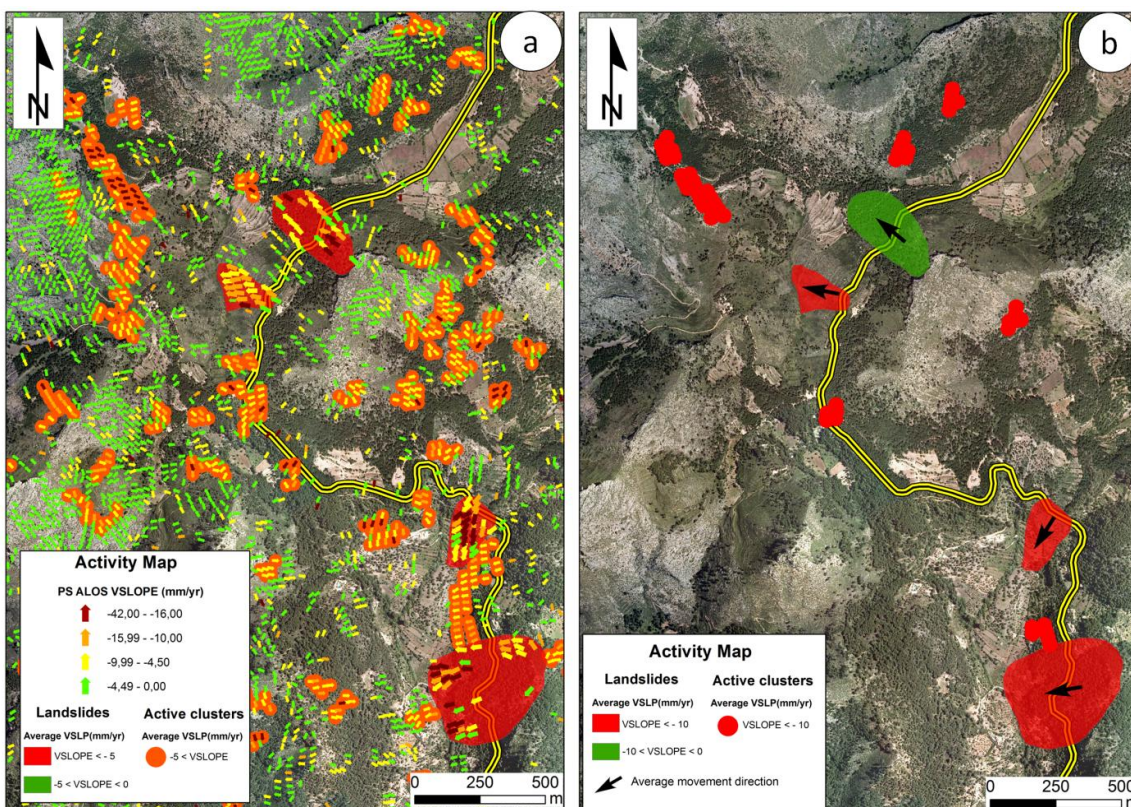 N
a
Activity Map
PS ALOS VSLOPE (mm/yr)
-42,00 - -16,00
-15,99 - -10,00
-9,99 - -4,50
-4,49 - 0,00
Landslides
Active clusters
Average VSLP(mm/yr)
Average VSLP(mm/yr)
VSLOPE < - 5
-5 < VSLOPE
-5 < VSLOPE < 0
0 250 500
m
N
b
Activity Map
Landslides
Active clusters
Average VSLP(mm/yr)
Average VSLP(mm/yr)
VSLOPE < - 10
VSLOPE < - 10
-10 < VSLOPE < 0
Average movement direction
0 250 500
m